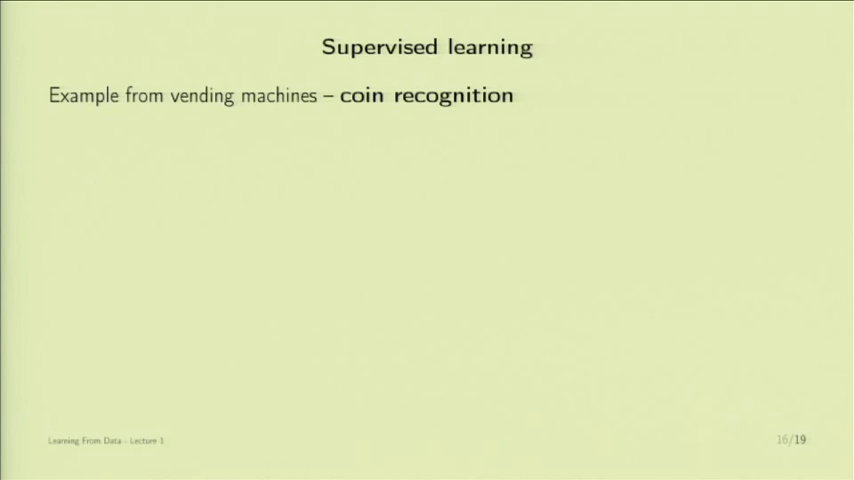 Supervised learning
Example from vending machines – coin recognition
Learning From Data - Lecture 1
16/19